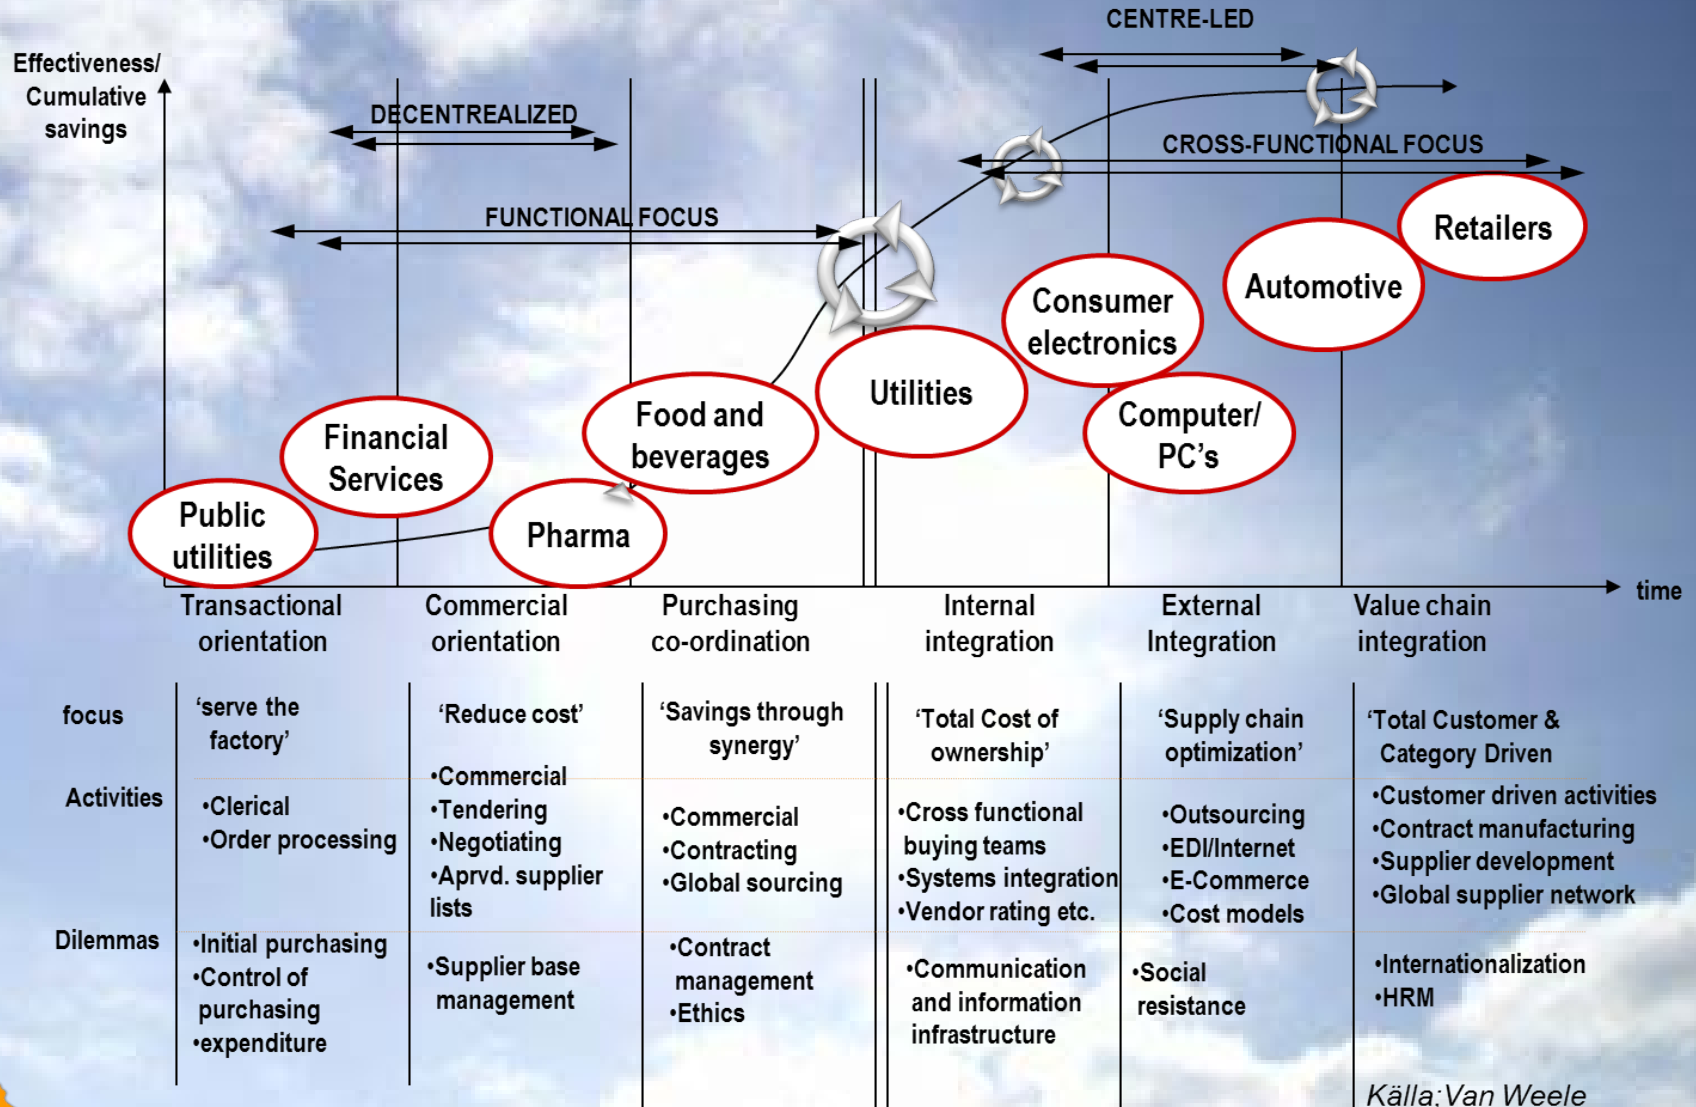 CENTRE-LED
Effectiveness/
Cumulative
savings
DECENTREALIZED
CROSS-FUNCTIONAL FOCUS
FUNCTIONAL FOCUS
Retailers
Automotive
Consumer
electronics
Utilities
Computer/
PC's
Food and
beverages
Financial
Services
Pharma
Public
utilities
time
Transactional
orientation
Commercial
orientation
Purchasing
co-ordination
Internal
integration
External
Integration
Value chain
integration
focus
‘serve the
factory’
‘Reduce cost’
‘Savings through
synergy’
‘Total Cost of
ownership’
‘Supply chain
optimization’
‘Total Customer &
Category Driven
Activities
•Clerical
•Order processing
•Commercial
•Tendering
•Negotiating
•Aprvd. supplier
lists
•Commercial
•Contracting
•Global sourcing
•Cross functional
buying teams
•Systems integration
•Vendor rating etc.
•Outsourcing
•EDI/Internet
•E-Commerce
•Cost models
•Customer driven activities
•Contract manufacturing
•Supplier development
•Global supplier network
Dilemmas
•Initial purchasing
•Control of
purchasing
•expenditure
•Supplier base
management
•Contract
management
•Ethics
•Communication
and information
infrastructure
•Social
resistance
•Internationalization
•HRM
Källa:Van Weele